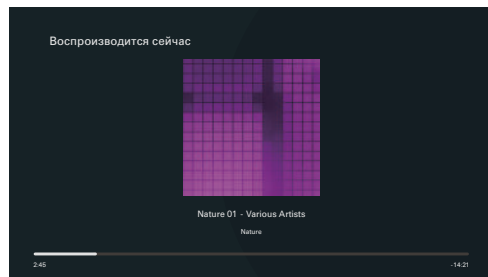 Воспроизводится сейчас
Nature 01 - Various Artists
Nature
2:45
-14:21